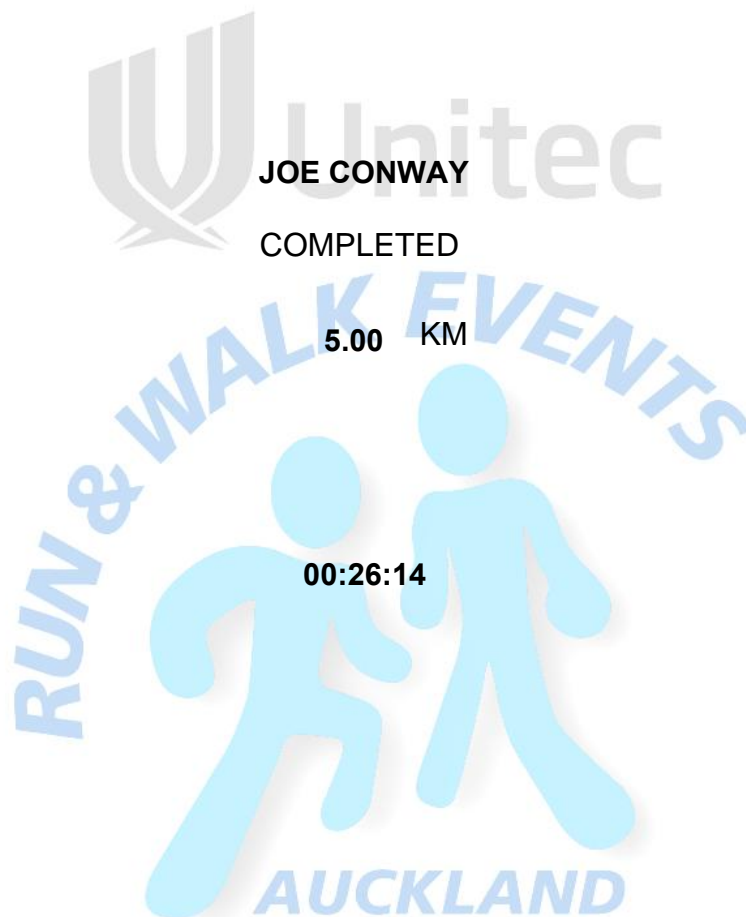 Unitec
JOE CONWAY
COMPLETED
RUN & WALK EVENTS
5.00 KM
00:26:14
AUCKLAND